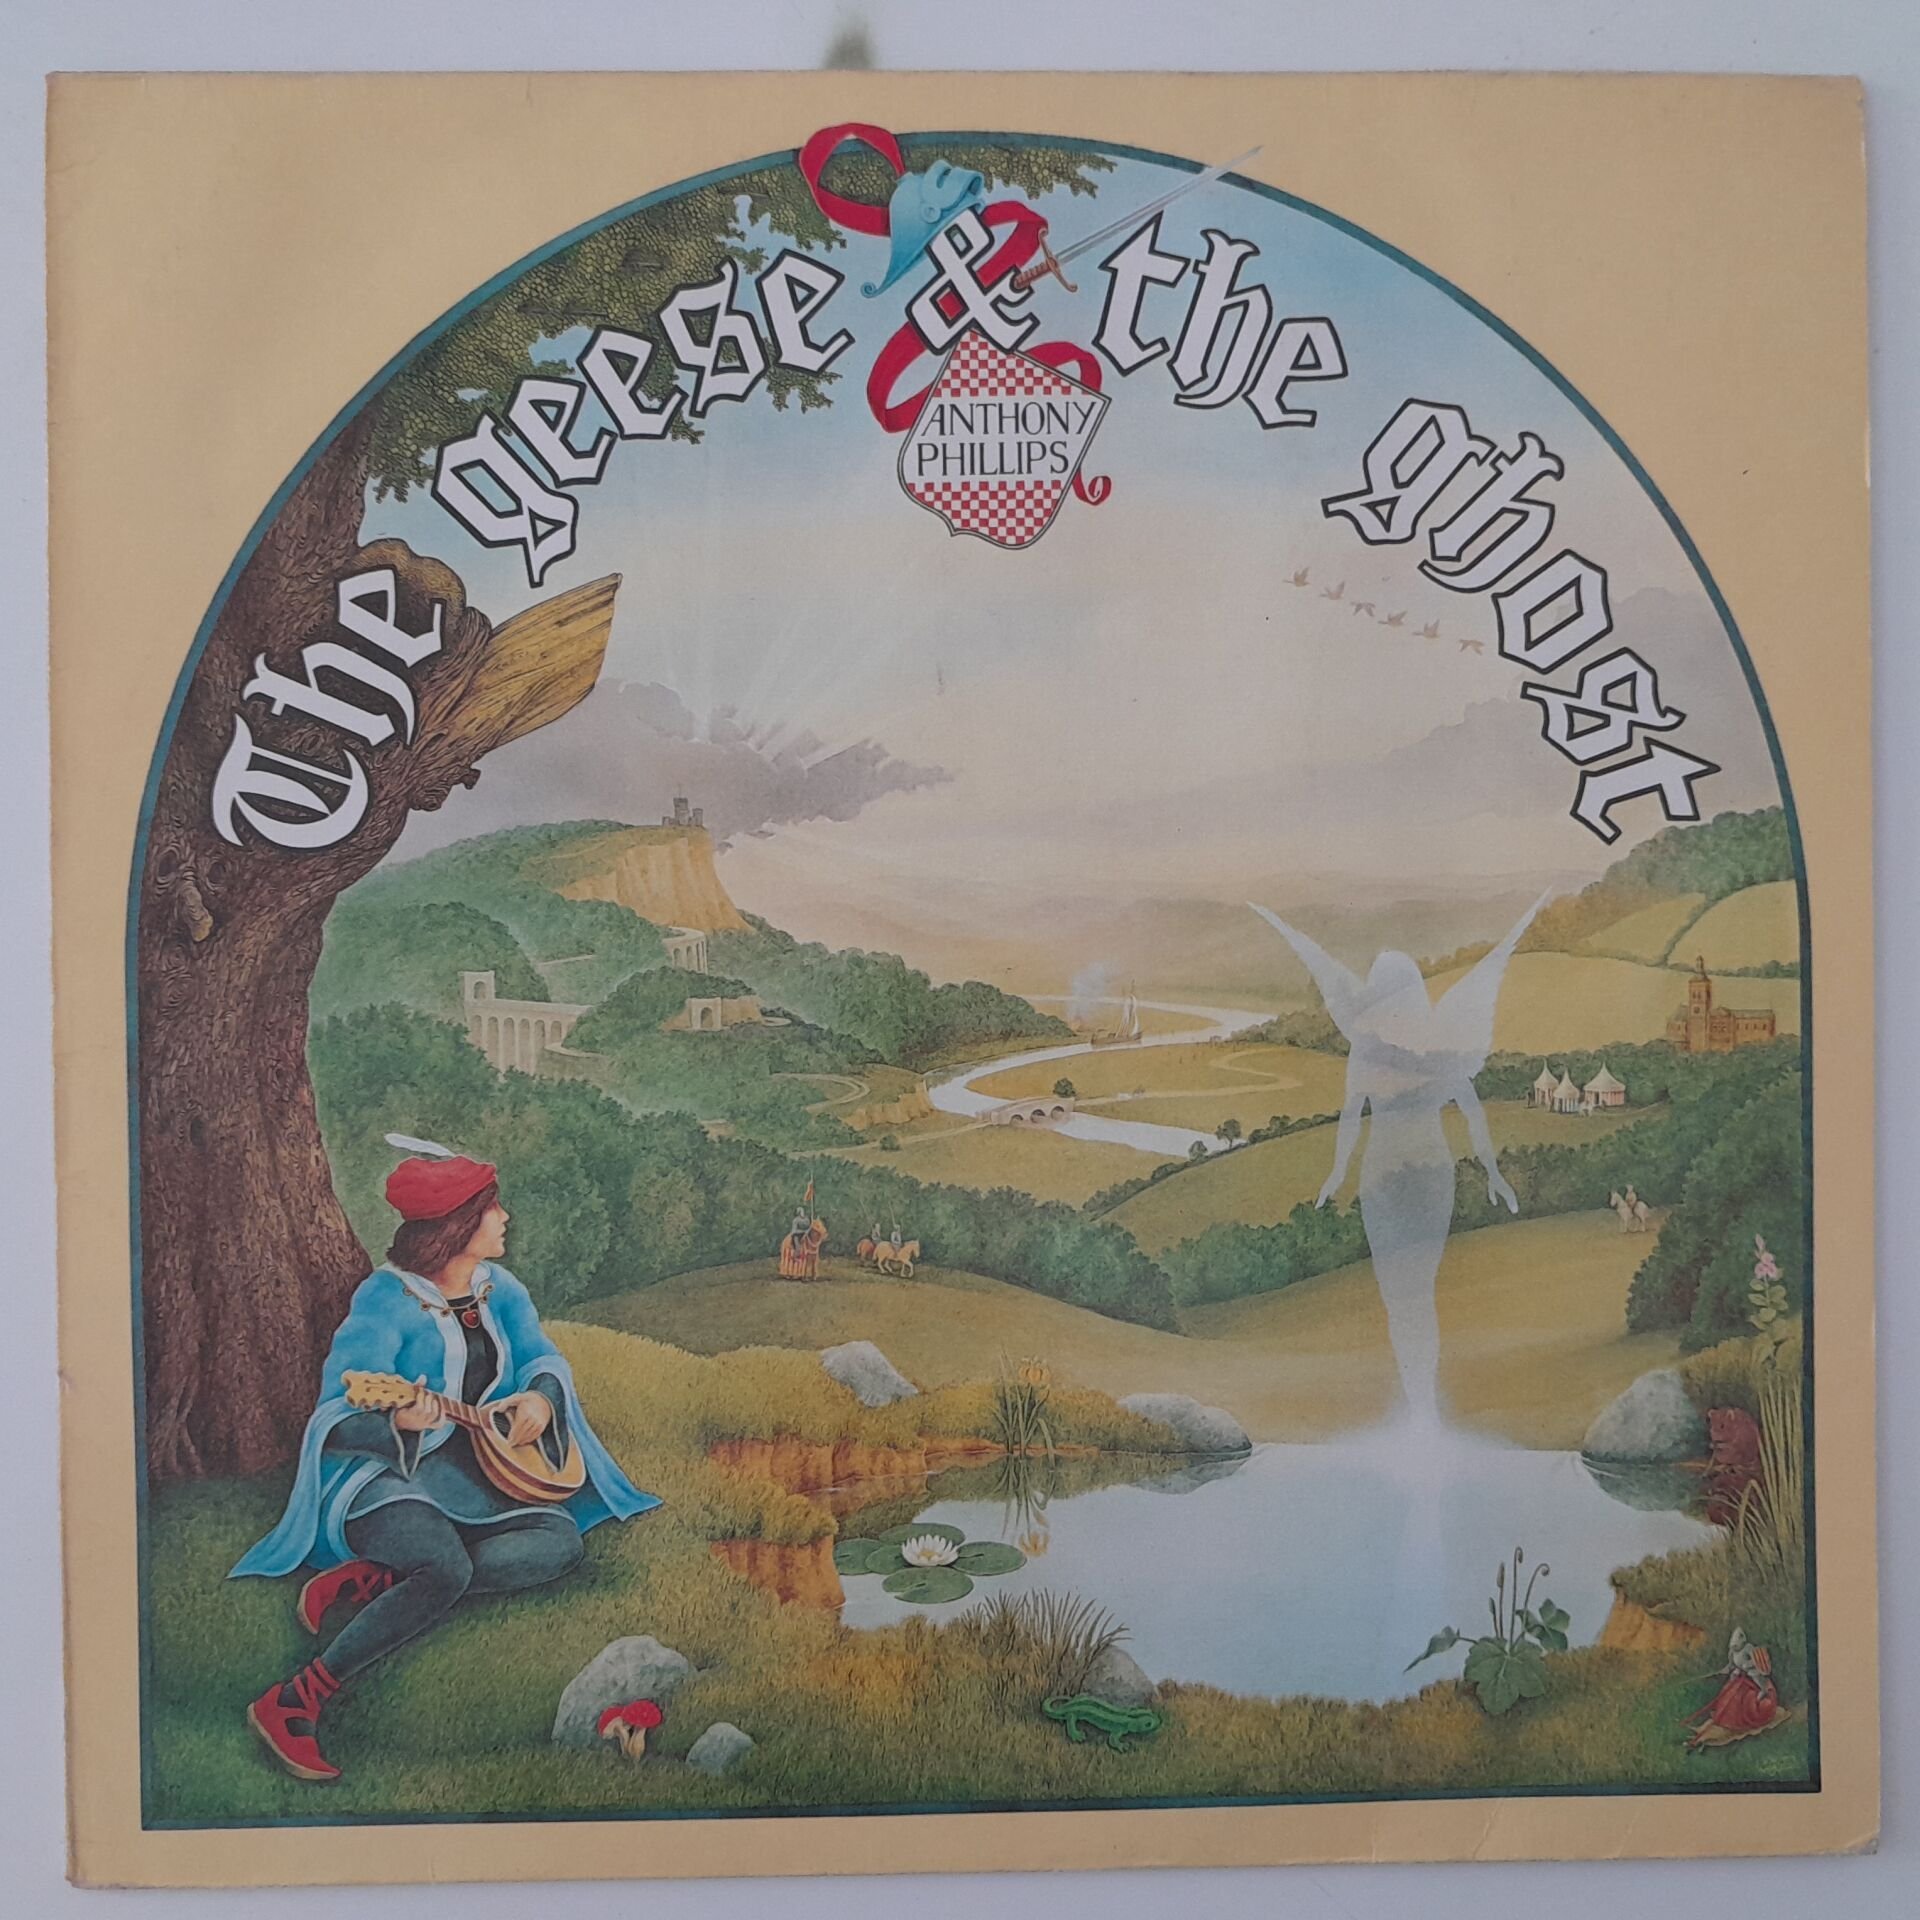 The geese & the ghost
ANTHONY
PHILLIPS